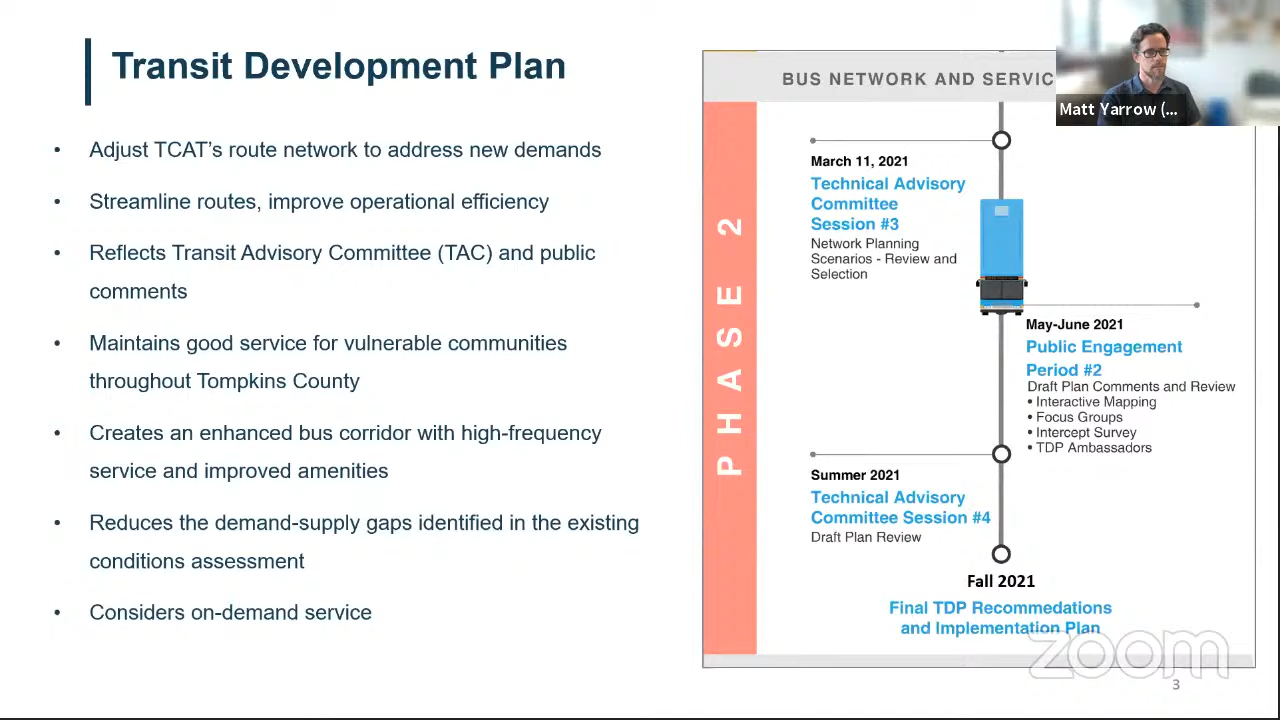 Transit Development Plan
• Adjust TCAT's route network to address new demands
• Streamline routes, improve operational efficiency
• Reflects Transit Advisory Committee (TAC) and public
comments
• Maintains good service for vulnerable communities
throughout Tompkins County
• Creates an enhanced bus corridor with high-frequency
service and improved amenities
• Reduces the demand-supply gaps identified in the existing
conditions assessment
• Considers on-demand service
BUS NETWORK AND SERVIC
Matt Yarrow (...
PHASE 2
March 11, 2021
Technical Advisory
Committee
Session #3
Network Planning
Scenarios - Review and
Selection
May-June 2021
Public Engagement
Period #2
Draft Plan Comments and Review
• Interactive Mapping
• Focus Groups
• Intercept Survey
• TDP Ambassadors
Summer 2021
Technical Advisory
Committee Session #4
Draft Plan Review
Fall 2021
Final TDP Recommedations
and Implementation Plan
zoom
3